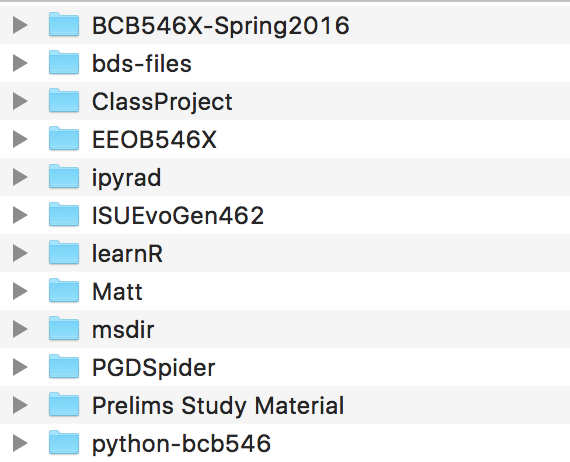 BCB546X-Spring2016
bds-files
ClassProject
EEOB546X
ipyrad
ISUEvoGen462
learnR
Matt
msdir
PGDSpider
Prelims Study Material
python-bcb546